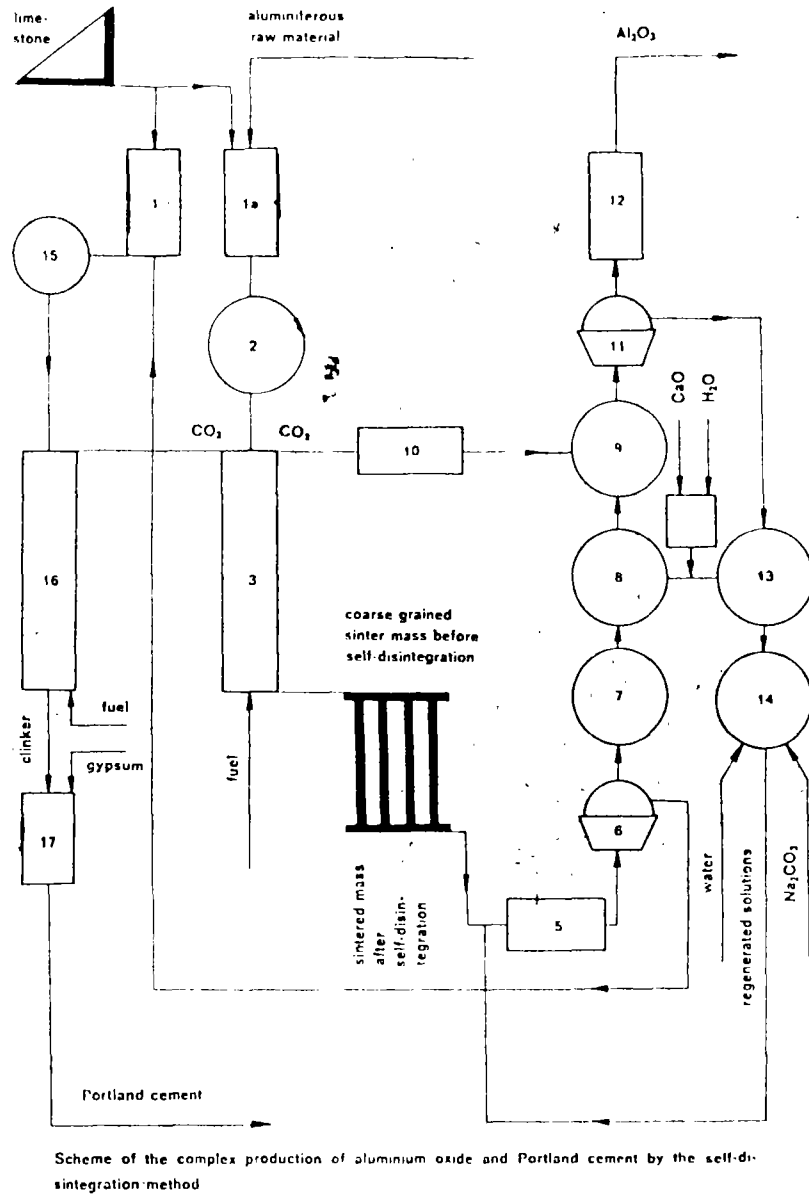 lime-
stone
aluminiferous
raw material
Al₂O₃
1
1a
12
15
2
11
CaO
H₂O
CO₂
CO₂
10
9
16
3
8
13
coarse grained
sinter mass before
self-disintegration
7
14
fuel
clinker
gypsum
fuel
17
6
5
sintered mass
after
self-disin-
tegration
water
regenerated solutions
Na₂CO₃
Portland cement
Scheme of the complex production of aluminium oxide and Portland cement by the self-di-
sintegration method